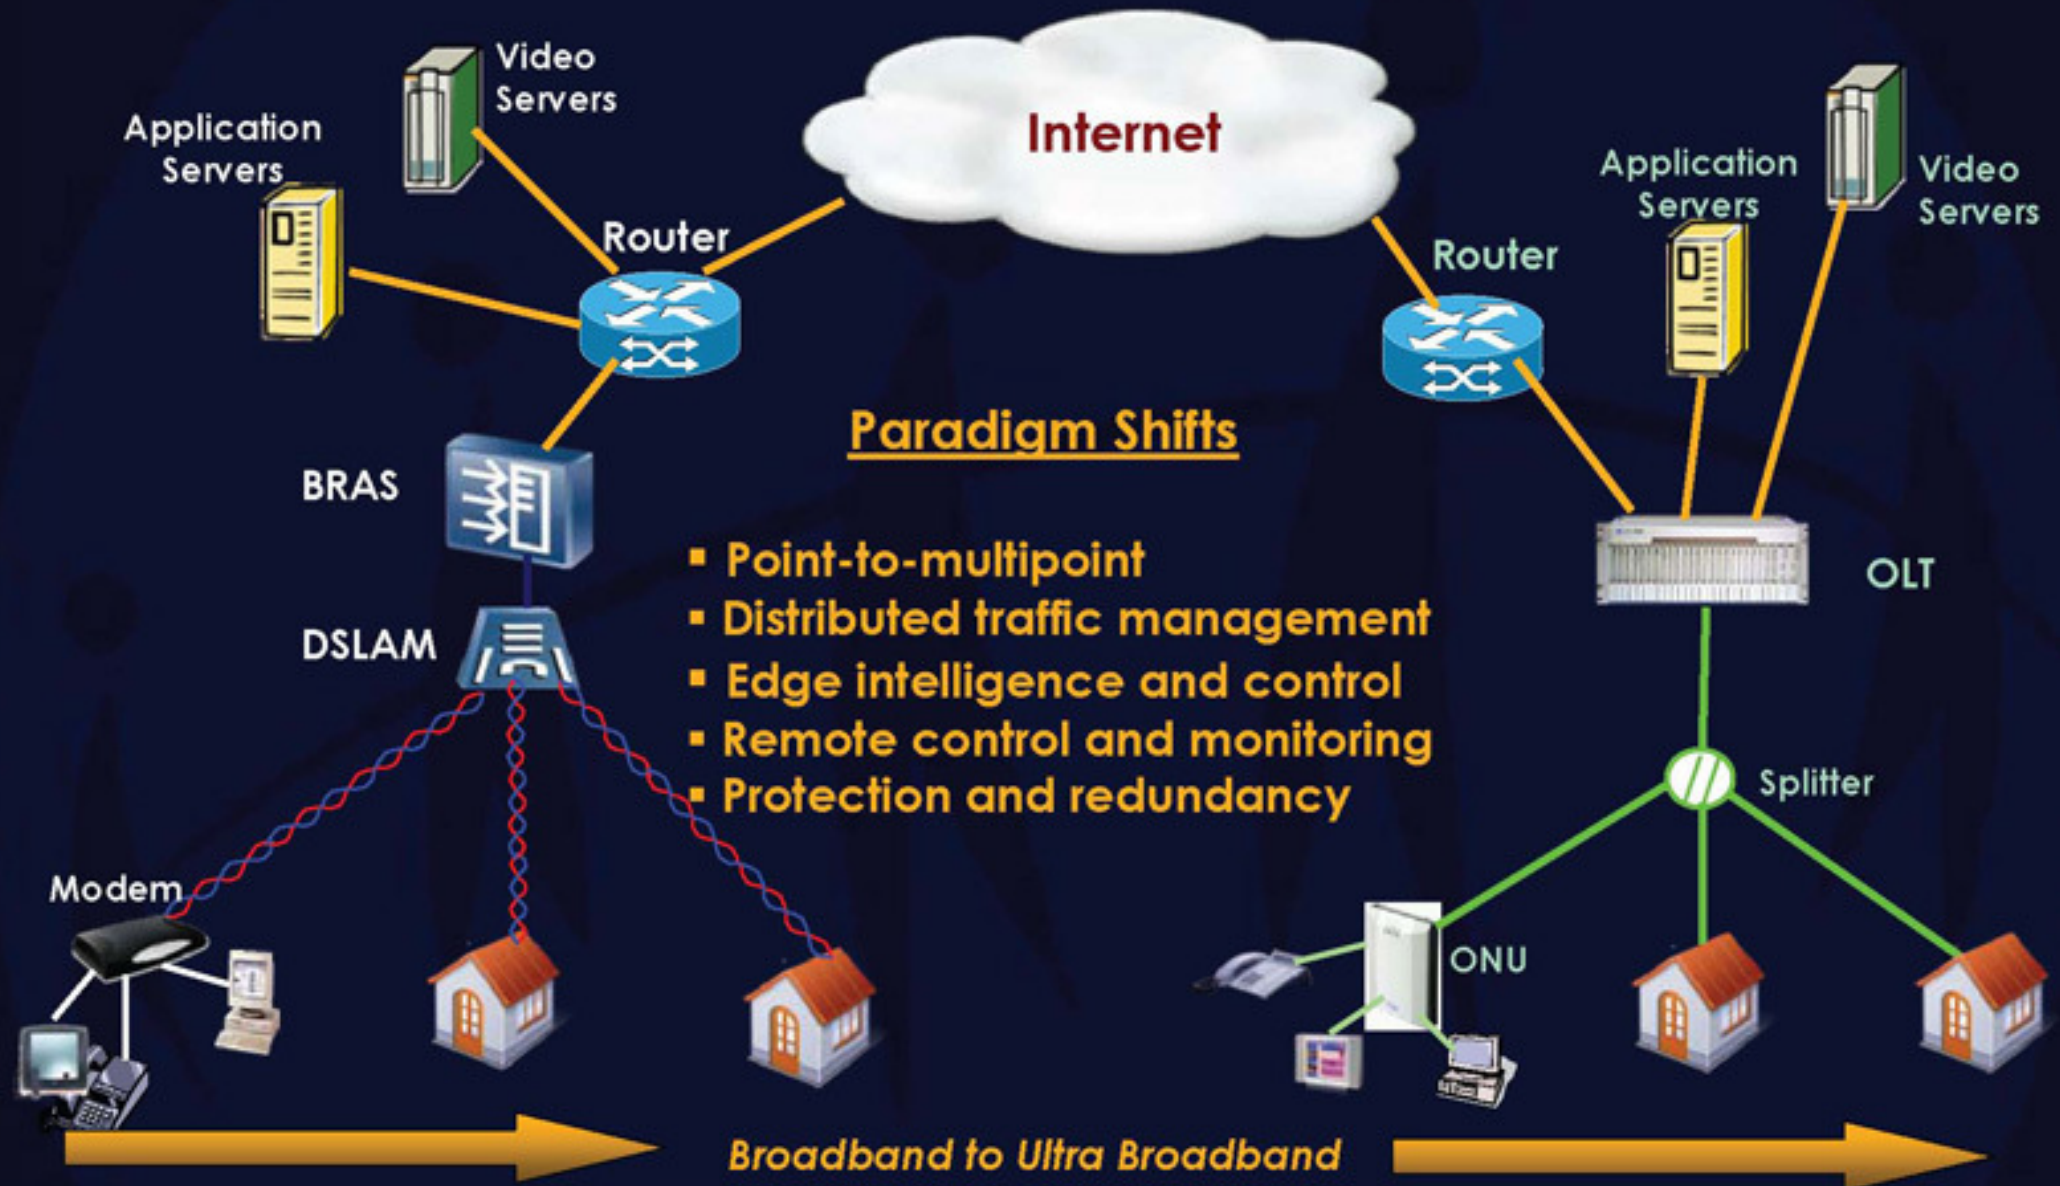 Video
Servers
Application
Servers
Router
Internet
Application
Servers
Video
Servers
Router
BRAS
Paradigm Shifts
▪ Point-to-multipoint
▪ Distributed traffic management
▪ Edge intelligence and control
▪ Remote control and monitoring
▪ Protection and redundancy
DSLAM
OLT
Splitter
Modem
ONU
Broadband to Ultra Broadband